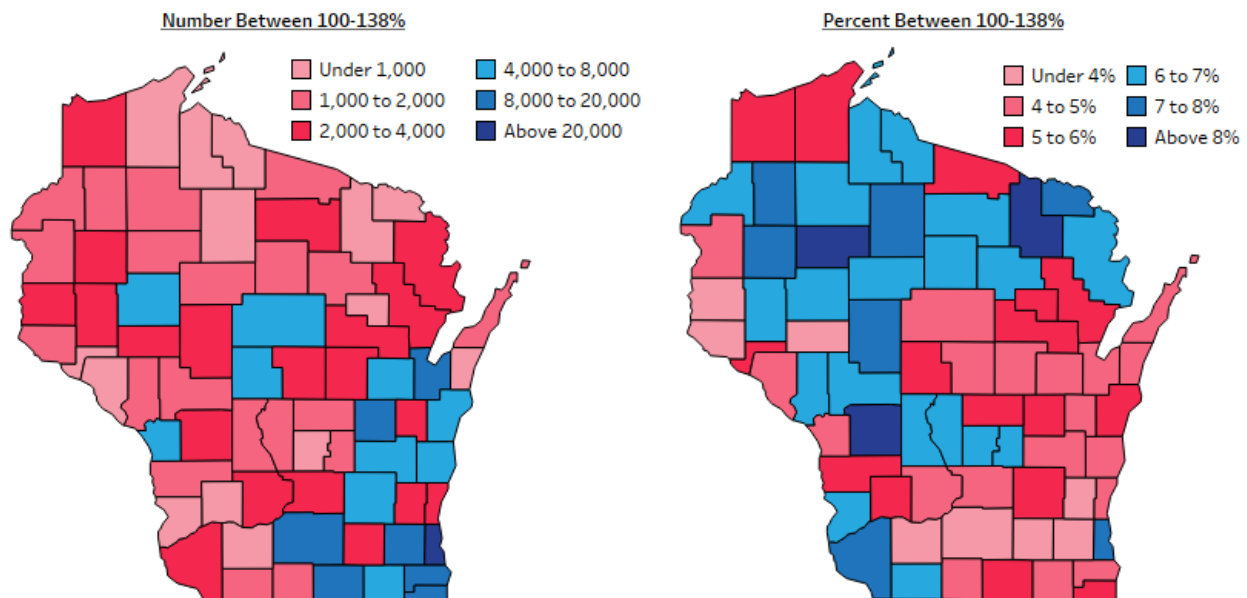 Number Between 100-138%
Under 1,000
1,000 to 2,000
2,000 to 4,000
4,000 to 8,000
8,000 to 20,000
Above 20,000
Percent Between 100-138%
Under 4%
4 to 5%
5 to 6%
6 to 7%
7 to 8%
Above 8%